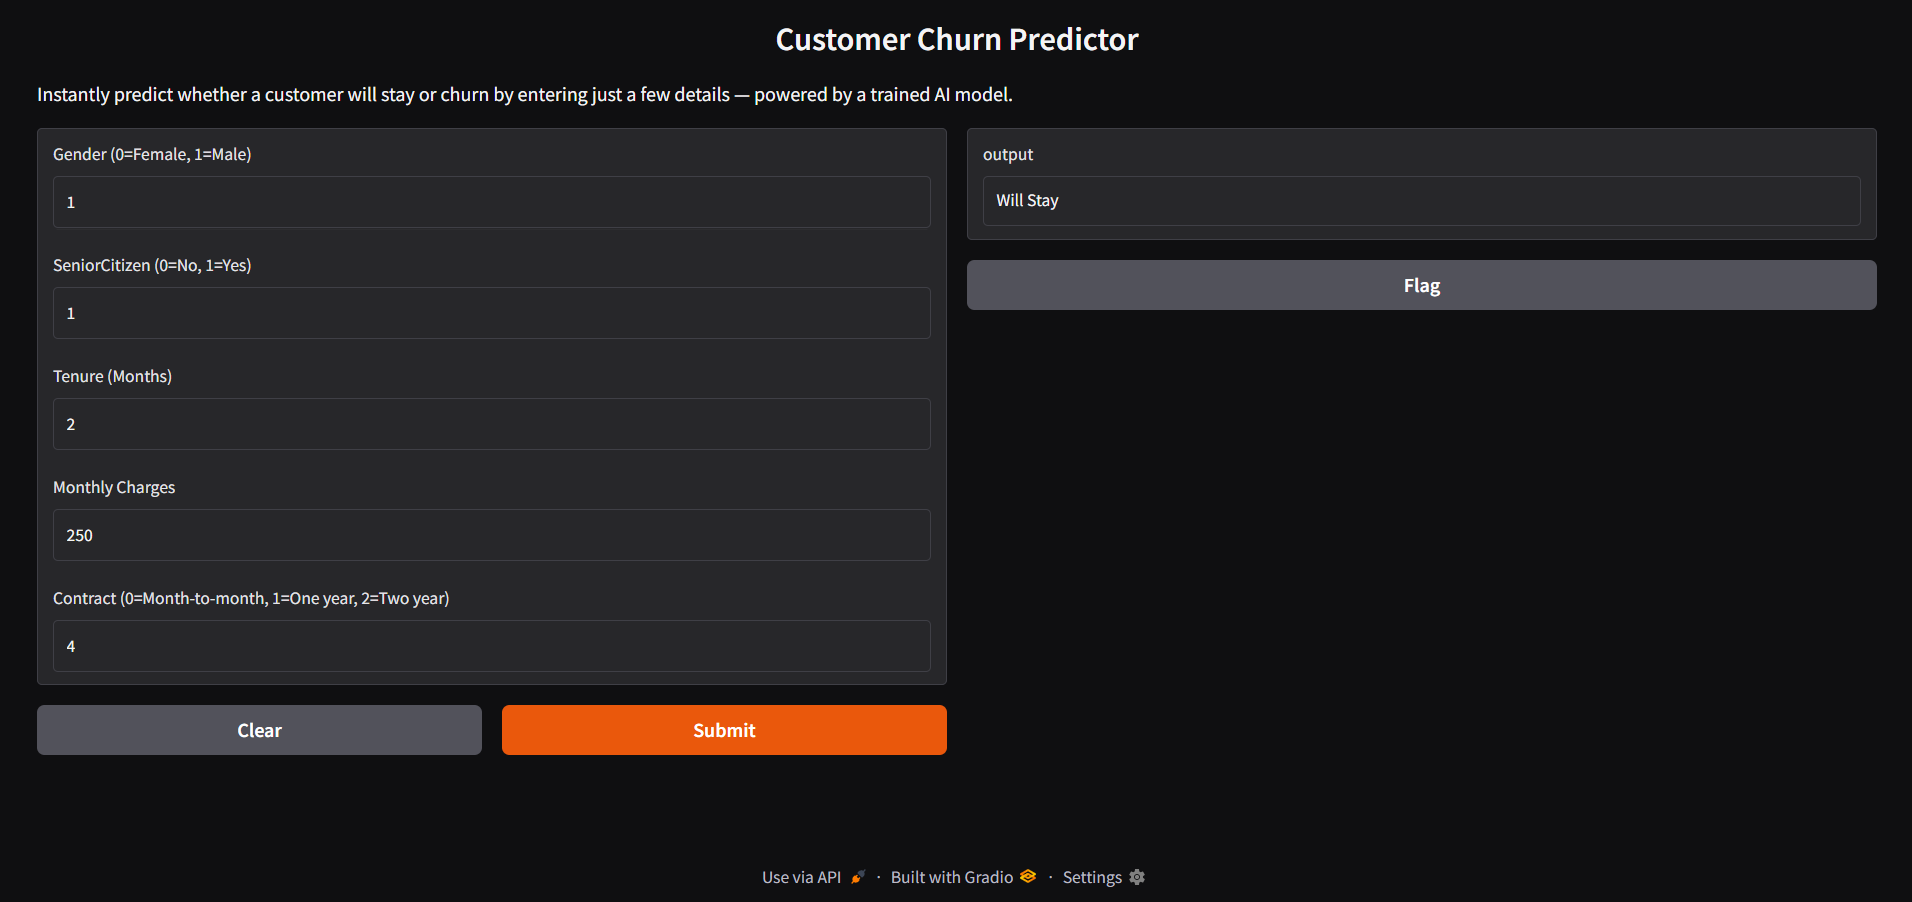 Customer Churn Predictor
Instantly predict whether a customer will stay or churn by entering just a few details — powered by a trained AI model.
Gender (0=Female, 1=Male)
1
SeniorCitizen (0=No, 1=Yes)
1
Tenure (Months)
2
Monthly Charges
250
Contract (0=Month-to-month, 1=One year, 2=Two year)
4
Clear
Submit
output
Will Stay
Flag
Use via API · Built with Gradio · Settings